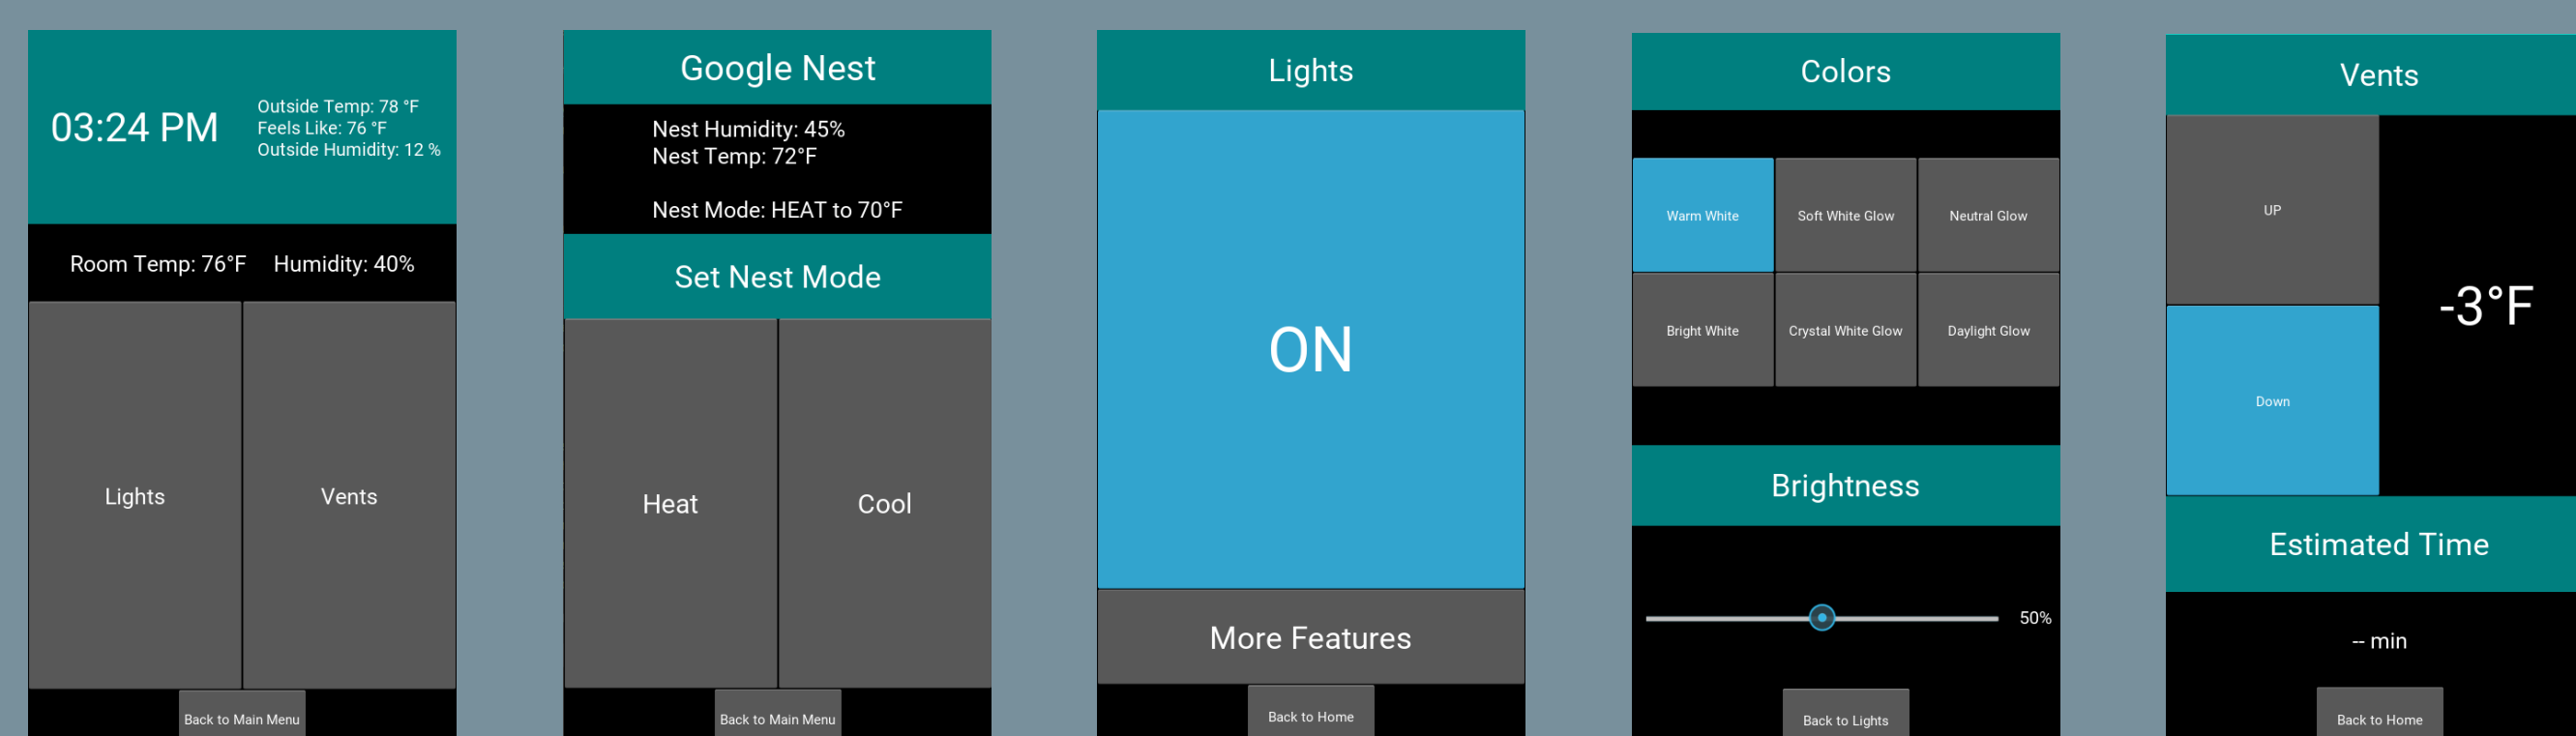 03:24 PM
Outside Temp: 78 °F
Feels Like: 76 °F
Outside Humidity: 12 %
Room Temp: 76°F Humidity: 40%
Lights Vents
Back to Main Menu
Google Nest
Nest Humidity: 45%
Nest Temp: 72°F
Nest Mode: HEAT to 70°F
Set Nest Mode
Heat Cool
Back to Main Menu
Lights
ON
More Features
Back to Home
Colors
Warm White Soft White Glow Neutral Glow
Bright White Crystal White Glow Daylight Glow
Brightness
50%
Back to Lights
Vents
UP
-3°F
Down
Estimated Time
-- min
Back to Home